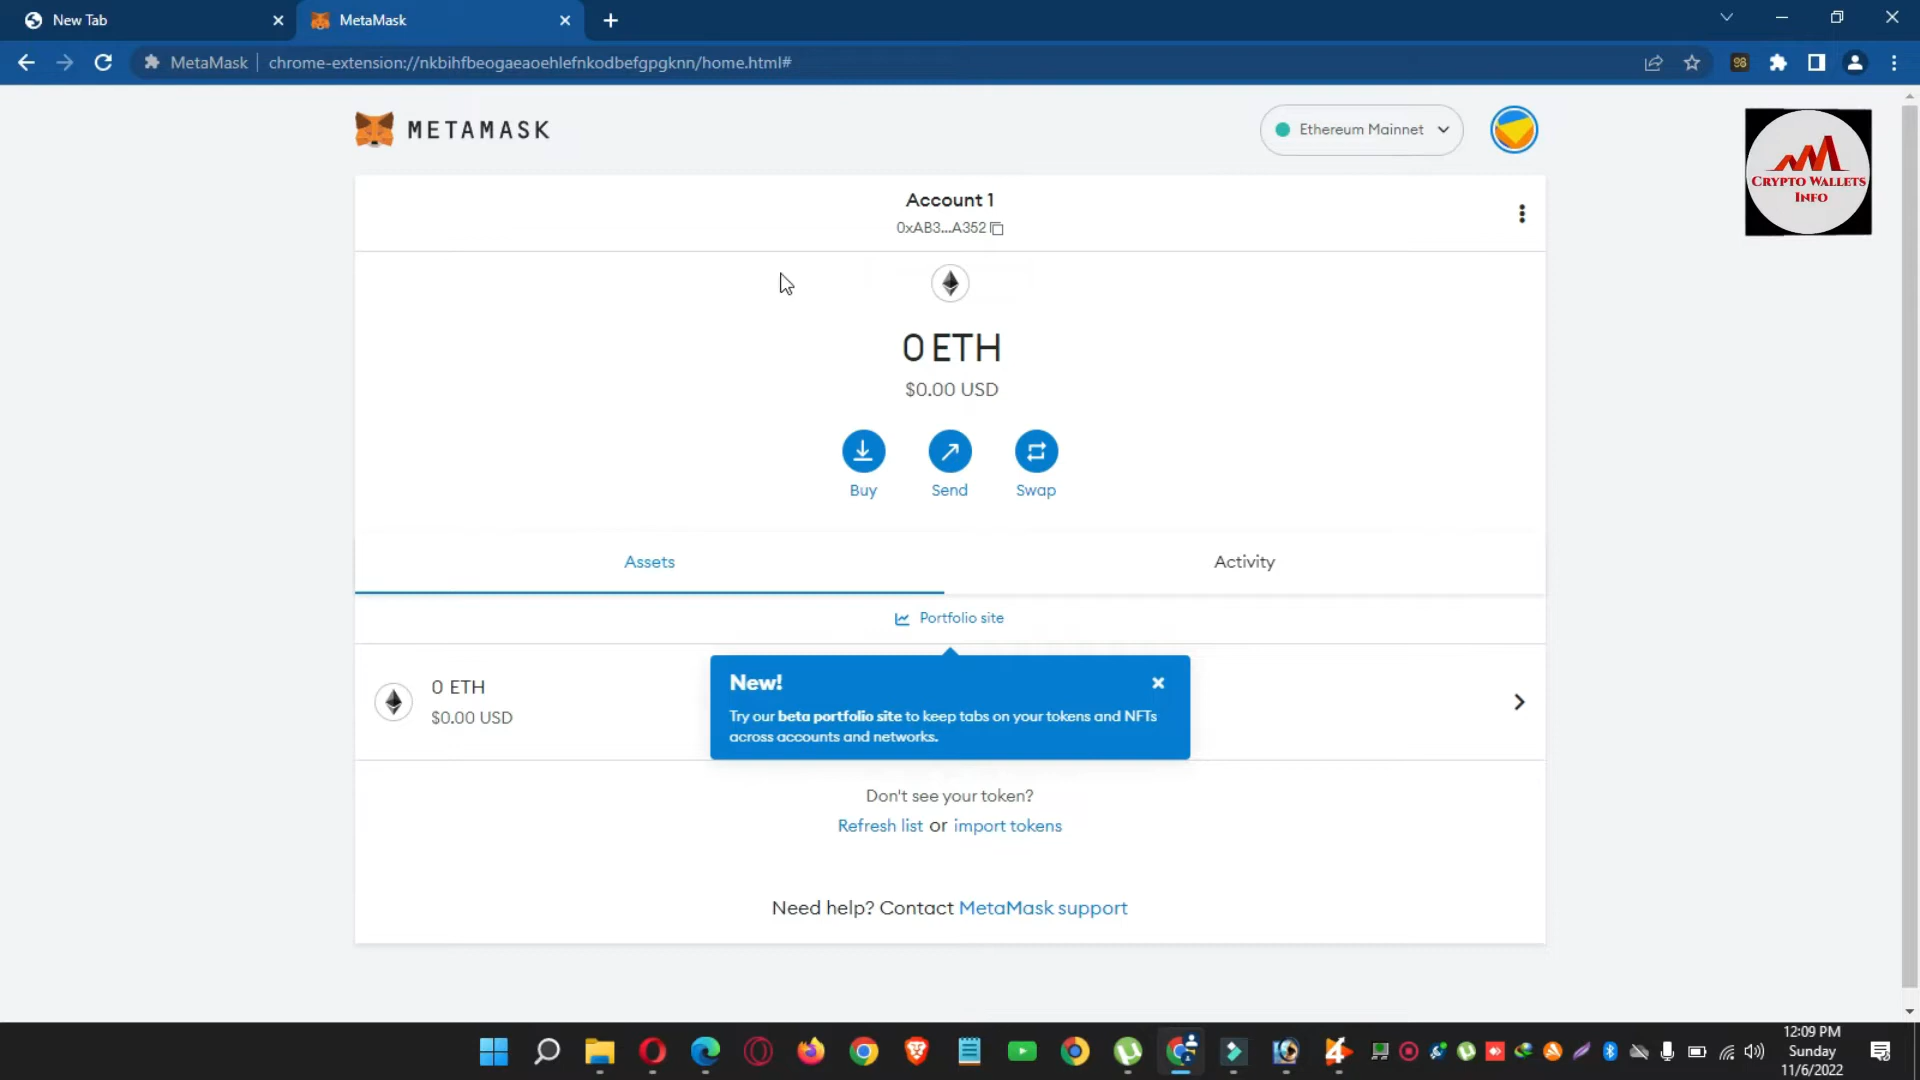 New Tab
MetaMask
MetaMask
chrome-extension://nkbihfbeogaeaoehlefnkodbefgpgknn/home.html#
METAMASK
Ethereum Mainnet
CRYPTO WALLETS
INFO
Account 1
0xAB3...A352
0 ETH
$0.00 USD
Buy
Send
Swap
Assets
Activity
Portfolio site
0 ETH
$0.00 USD
New!
Try our beta portfolio site to keep tabs on your tokens and NFTs
across accounts and networks.
Don't see your token?
Refresh list or import tokens
Need help? Contact MetaMask support
12:09 PM
Sunday
11/6/2022